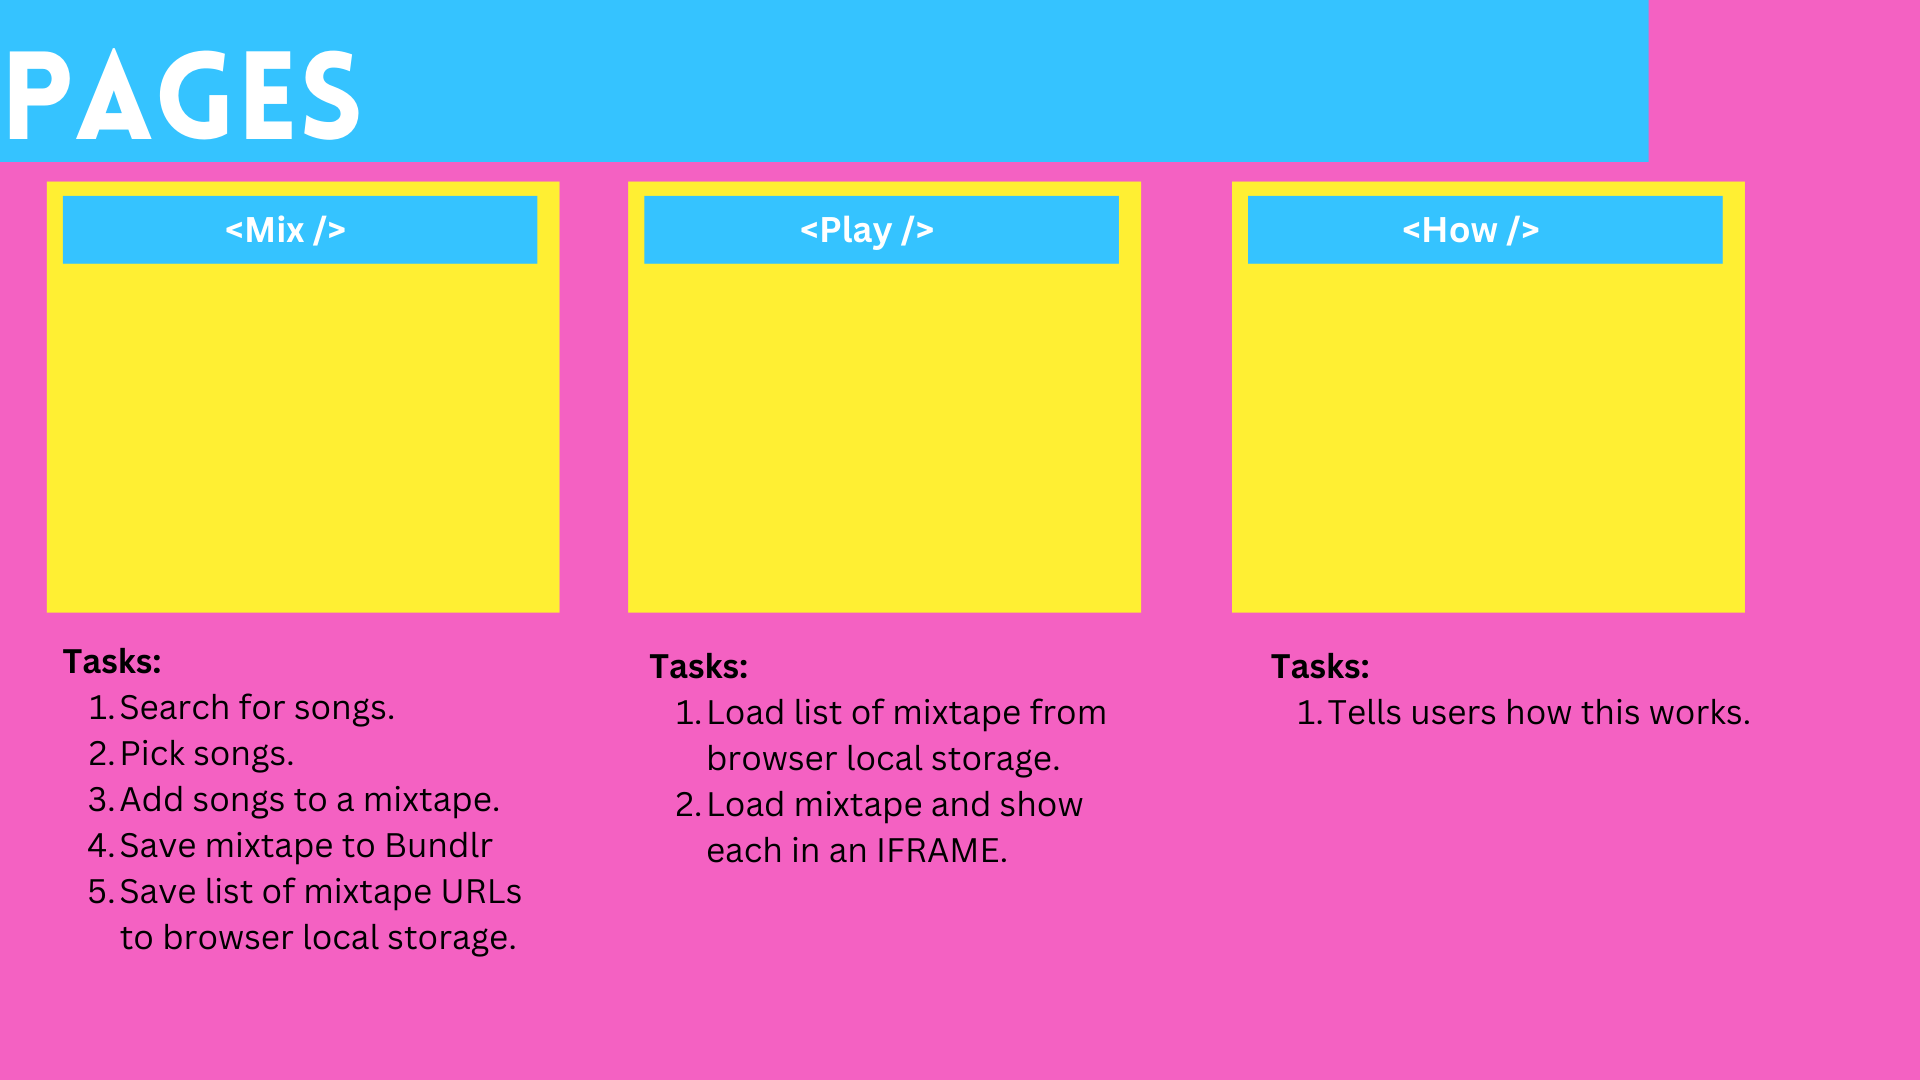 PAGES
<Mix />
Tasks:
1. Search for songs.
2. Pick songs.
3. Add songs to a mixtape.
4. Save mixtape to Bundlr
5. Save list of mixtape URLs
to browser local storage.
<Play />
Tasks:
1. Load list of mixtape from
browser local storage.
2. Load mixtape and show
each in an IFRAME.
<How />
Tasks:
1. Tells users how this works.